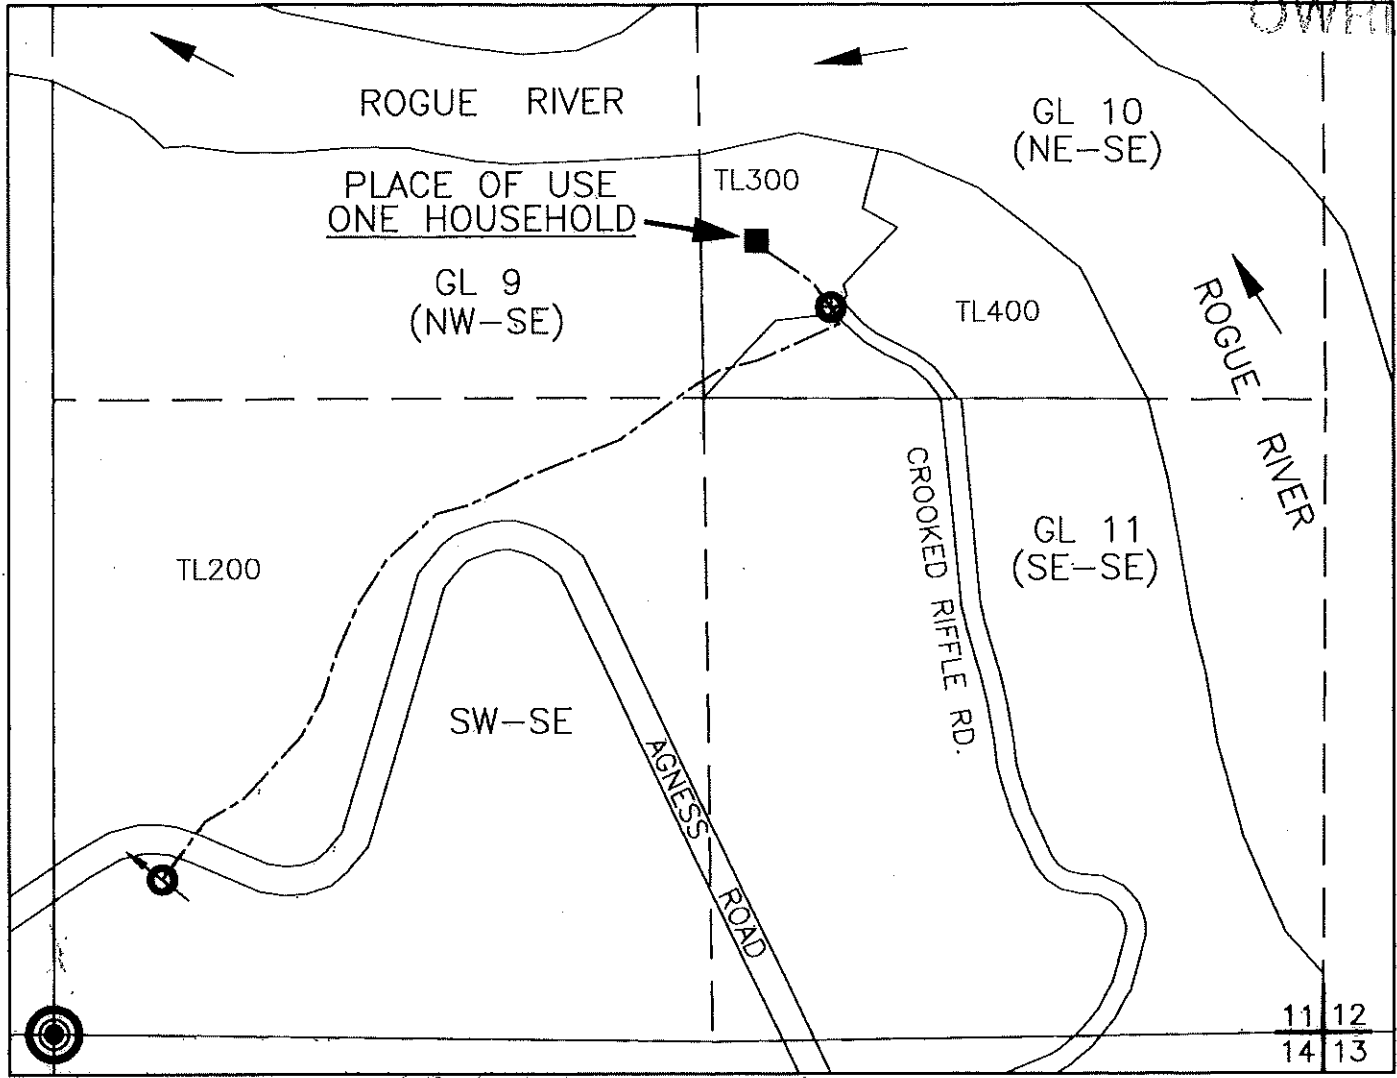 ROGUE RIVER
GL 10
(NE-SE)
PLACE OF USE
ONE HOUSEHOLD
TL300
GL 9
(NW-SE)
TL400
ROGUE RIVER
CROOKED RIFFLE RD.
GL 11
(SE-SE)
TL200
SW-SE
AGNESS ROAD
11 12
14 13